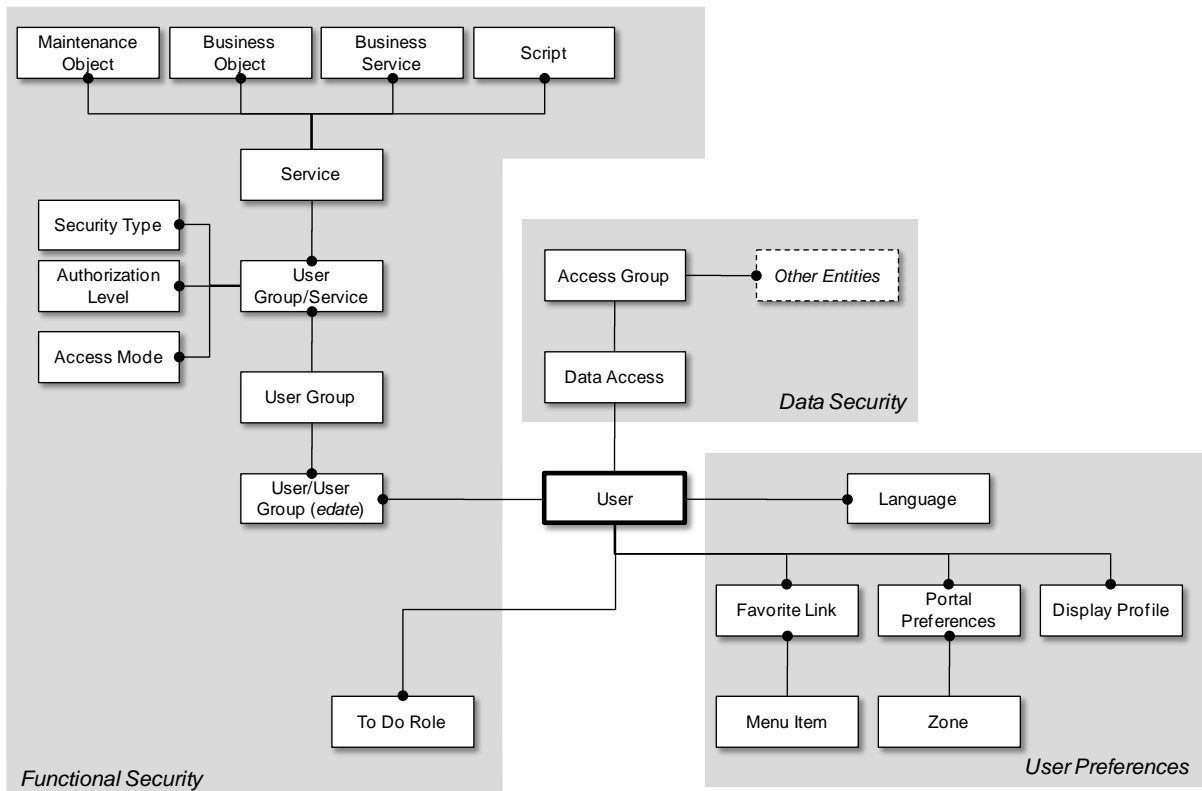 Maintenance
Object
Business
Object
Business
Service
Script
Service
Security Type
Authorization
Level
Access Mode
User
Group/Service
User Group
User/User
Group (edate)
To Do Role
Functional Security
Access Group
Other Entities
Data Access
Data Security
User
Language
Favorite Link
Portal
Preferences
Display Profile
Menu Item
Zone
User Preferences